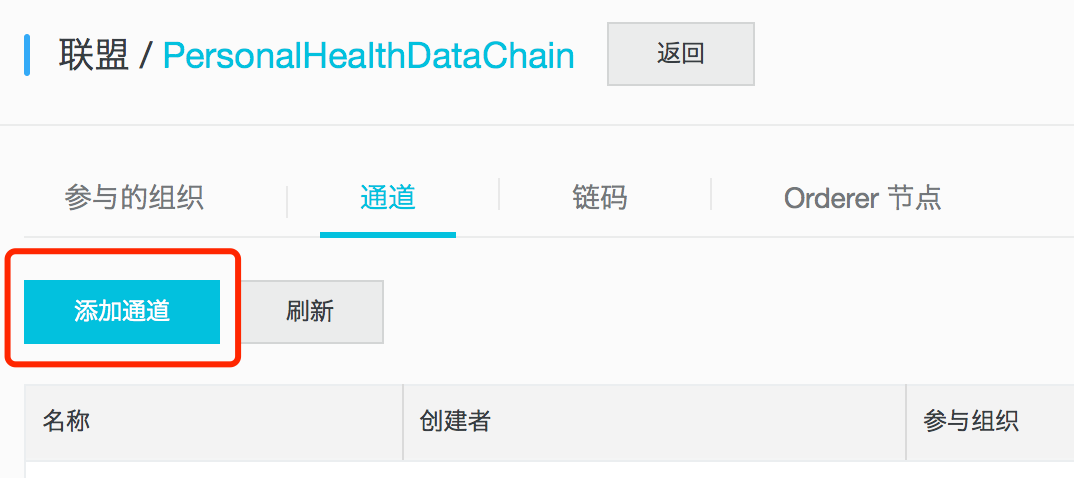 联盟 / PersonalHealthDataChain 返回
参与的组织 通道 链码 Orderer 节点
添加通道 刷新
名称 创建者 参与组织